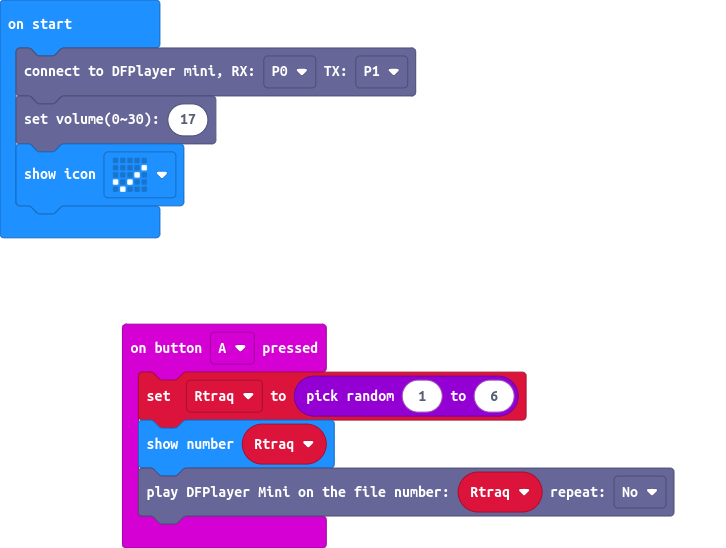 on start
connect to DFPlayer mini, RX: P0 TX: P1
set volume(0~30): 17
show icon
on button A pressed
set Rtraq to pick random 1 to 6
show number Rtraq
play DFPlayer Mini on the file number: Rtraq repeat: No